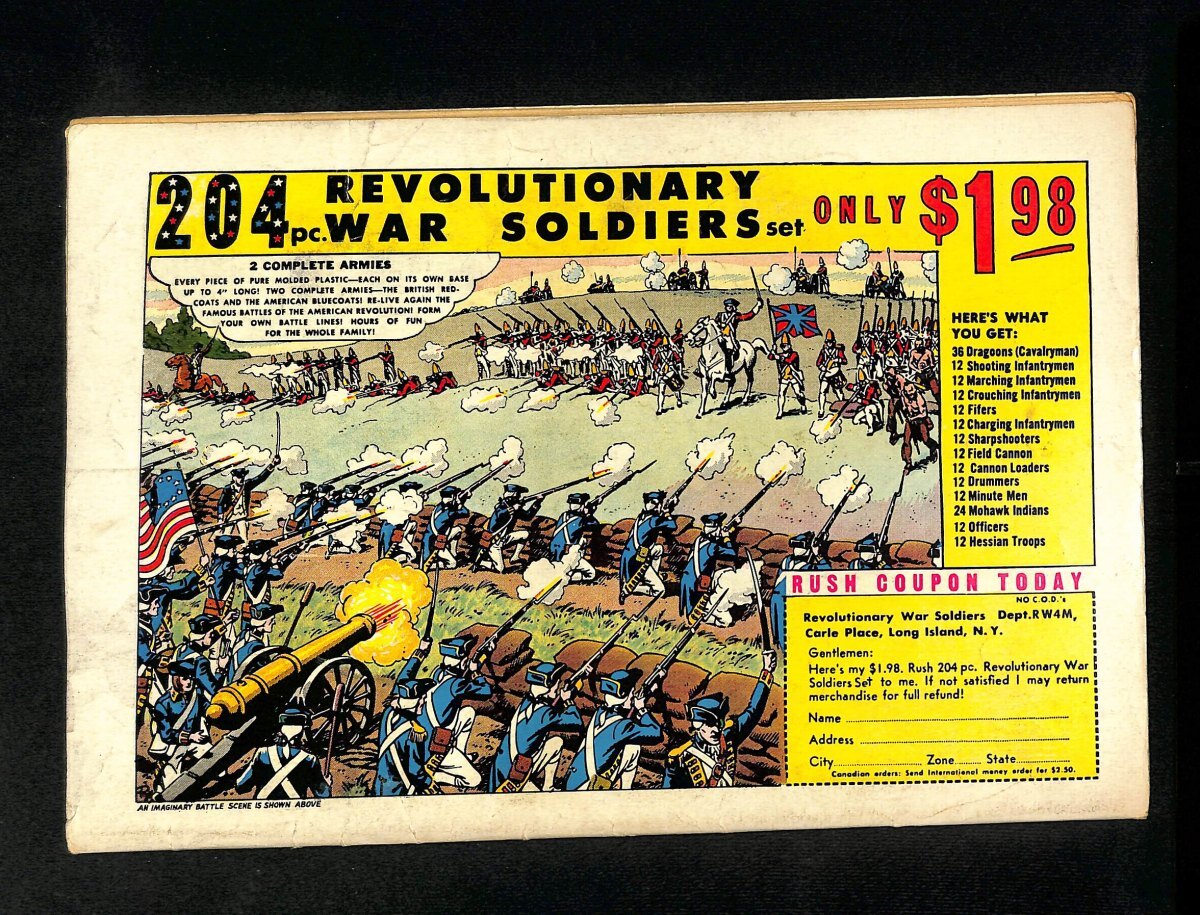 204 pc. REVOLUTIONARY
WAR SOLDIERS set
ONLY $1.98
2 COMPLETE ARMIES
EVERY PIECE OF PURE MOLDED PLASTIC—EACH ON ITS OWN BASE
UP TO 4" LONG! TWO COMPLETE ARMIES—THE BRITISH RED-
COATS AND THE AMERICAN BLUECOATS! RE-LIVE AGAIN THE
FAMOUS BATTLES OF THE AMERICAN REVOLUTION! FORM
YOUR OWN BATTLE LINES! HOURS OF FUN
FOR THE WHOLE FAMILY!
HERE'S WHAT
YOU GET:
36 Dragoons (Cavalryman)
12 Shooting Infantrymen
12 Marching Infantrymen
12 Crouching Infantrymen
12 Fifers
12 Charging Infantrymen
12 Sharpshooters
12 Field Cannon
12 Cannon Loaders
12 Drummers
12 Minute Men
24 Mohawk Indians
12 Officers
12 Hessian Troops
RUSH COUPON TODAY
NO C.O.D.'s
Revolutionary War Soldiers Dept.RW4M,
Carle Place, Long Island, N. Y.
Gentlemen:
Here's my $1.98. Rush 204 pc. Revolutionary War
Soldiers Set to me. If not satisfied I may return
merchandise for full refund!
Name
Address
City Zone State
Canadian orders: Send International money order for $2.50.
AN IMAGINARY BATTLE SCENE IS SHOWN ABOVE